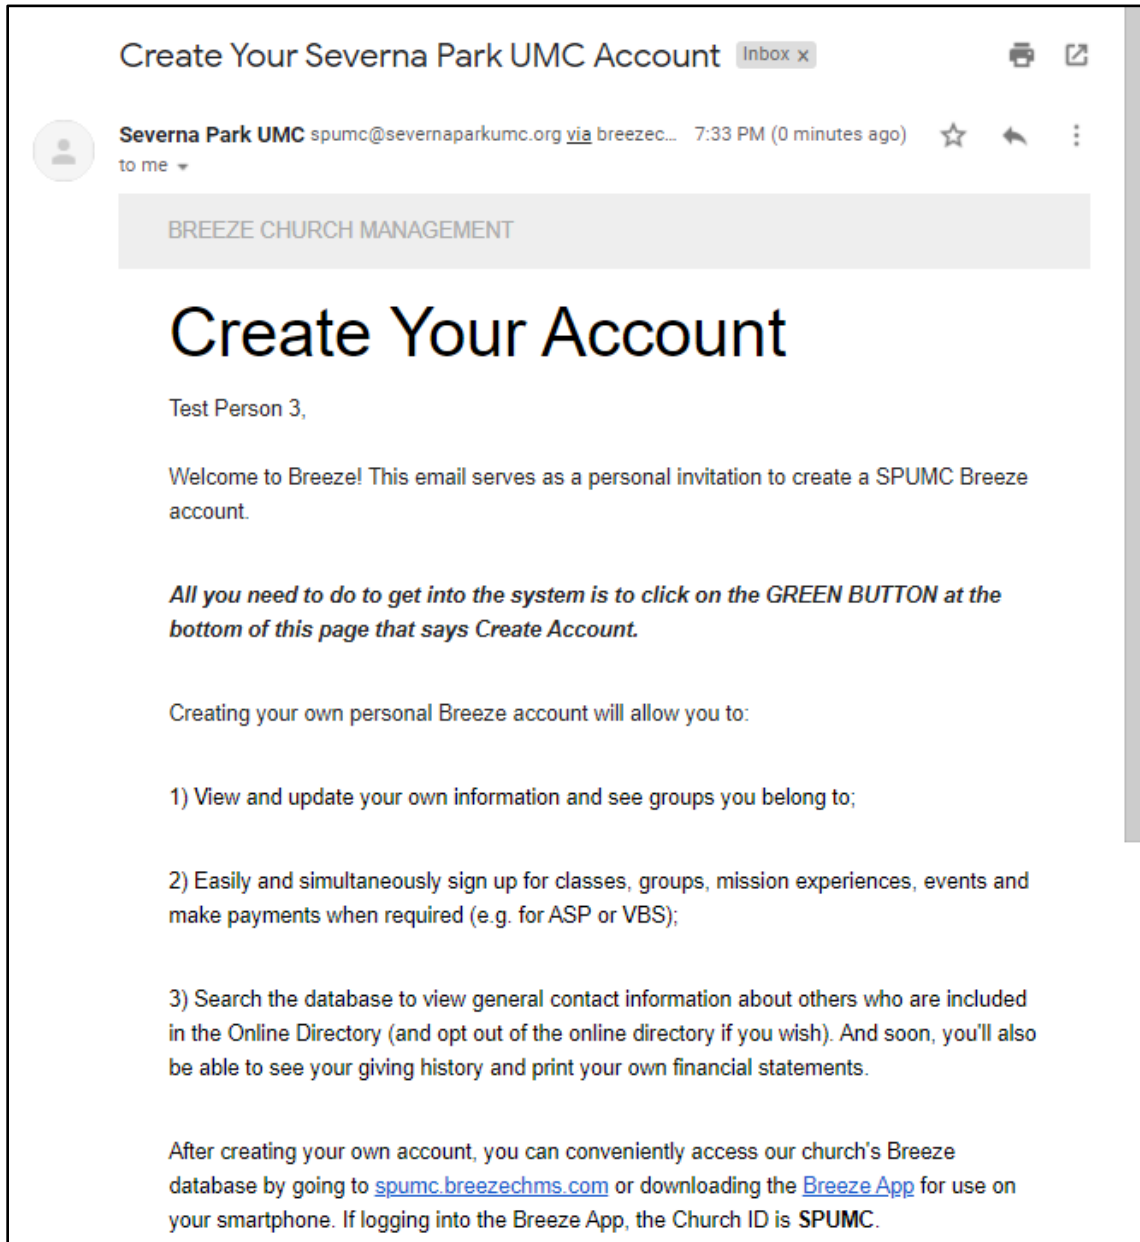 Create Your Severna Park UMC Account Inbox x
Severna Park UMC spumc@severnaparkumc.org via breezec... 7:33 PM (0 minutes ago)
to me
BREEZE CHURCH MANAGEMENT
Create Your Account
Test Person 3,
Welcome to Breeze! This email serves as a personal invitation to create a SPUMC Breeze
account.
All you need to do to get into the system is to click on the GREEN BUTTON at the
bottom of this page that says Create Account.
Creating your own personal Breeze account will allow you to:
1) View and update your own information and see groups you belong to;
2) Easily and simultaneously sign up for classes, groups, mission experiences, events and
make payments when required (e.g. for ASP or VBS);
3) Search the database to view general contact information about others who are included
in the Online Directory (and opt out of the online directory if you wish). And soon, you'll also
be able to see your giving history and print your own financial statements.
After creating your own account, you can conveniently access our church's Breeze
database by going to spumc.breezechms.com or downloading the Breeze App for use on
your smartphone. If logging into the Breeze App, the Church ID is SPUMC.